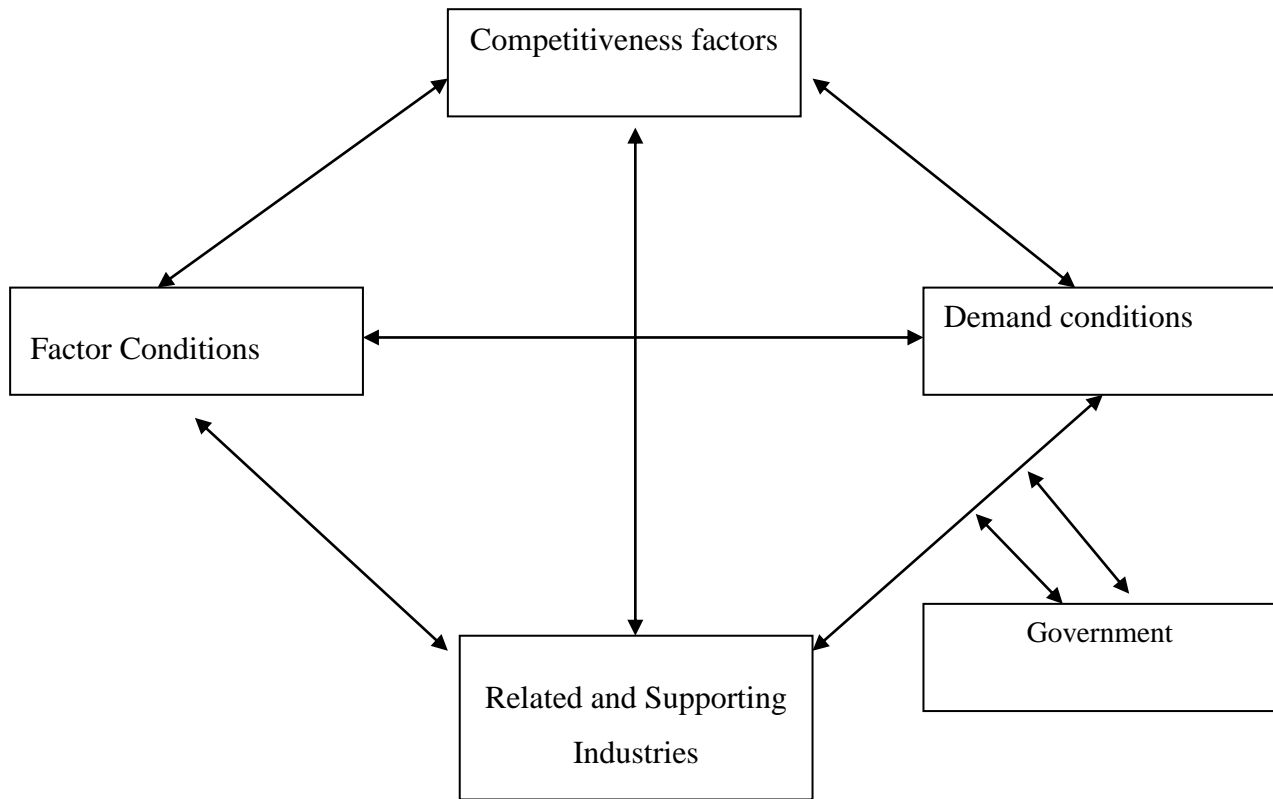 Competitiveness factors
Factor Conditions
Demand conditions
Government
Related and Supporting
Industries